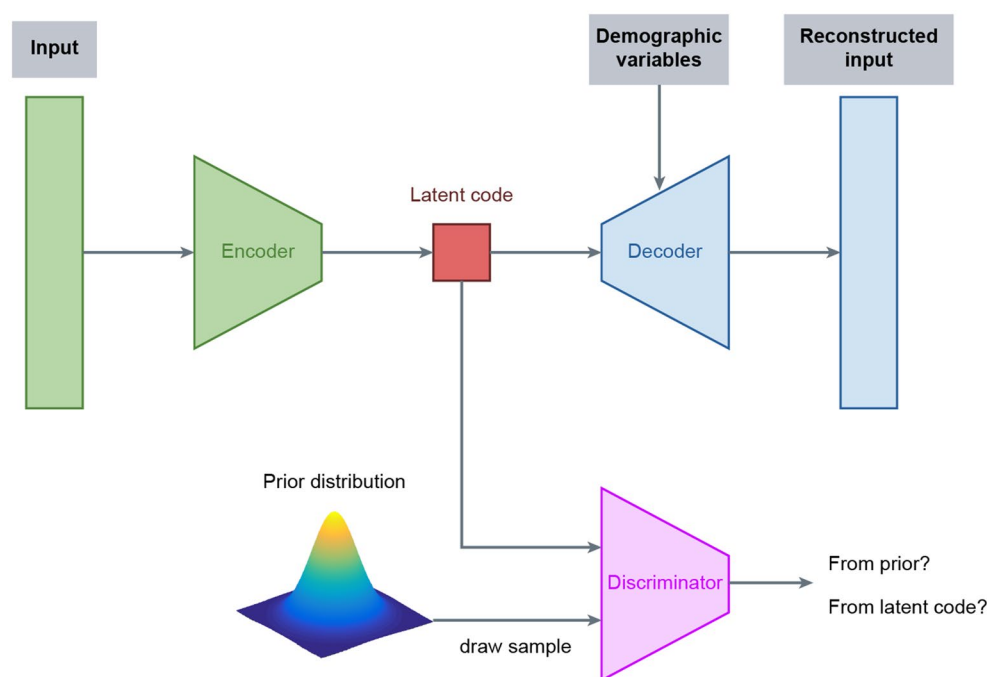 Input
Demographic
variables
Reconstructed
input
Latent code
Encoder
Decoder
Prior distribution
Discriminator
From prior?
From latent code?
draw sample